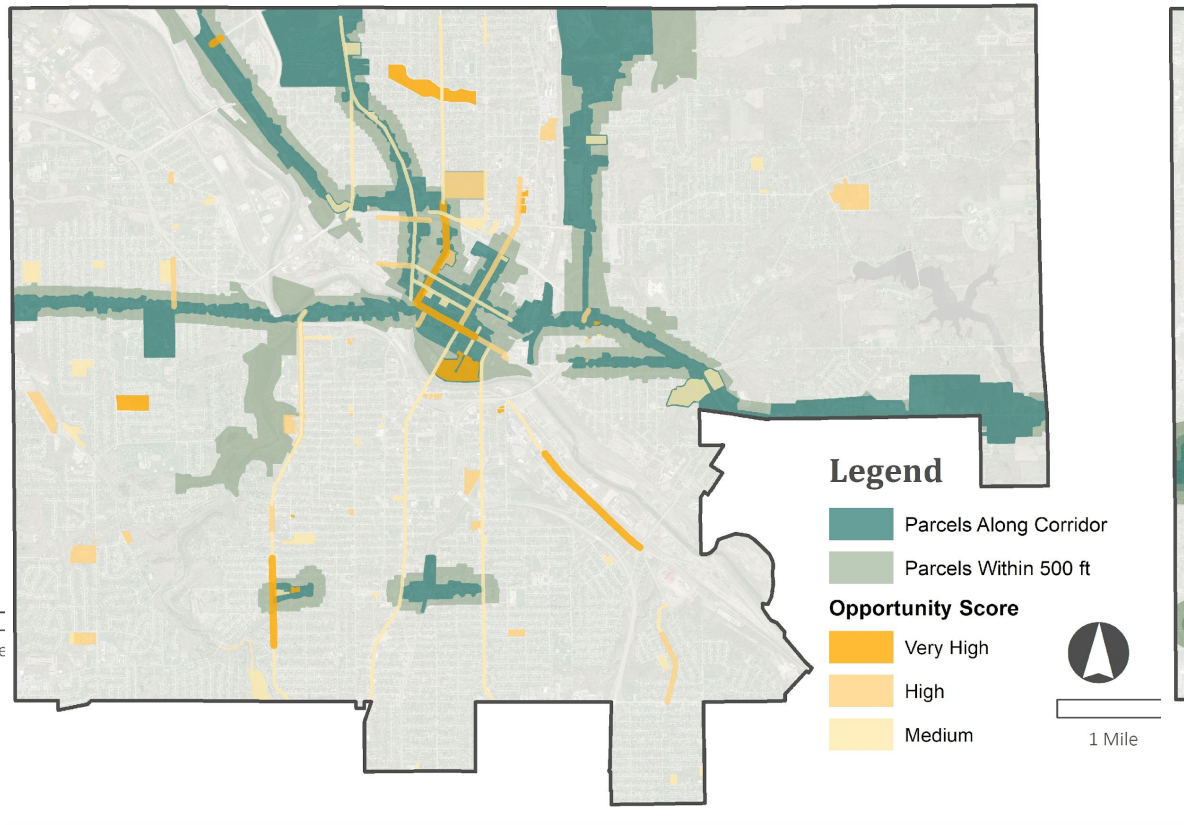 Legend
Parcels Along Corridor
Parcels Within 500 ft
Opportunity Score
Very High
High
Medium
1 Mile